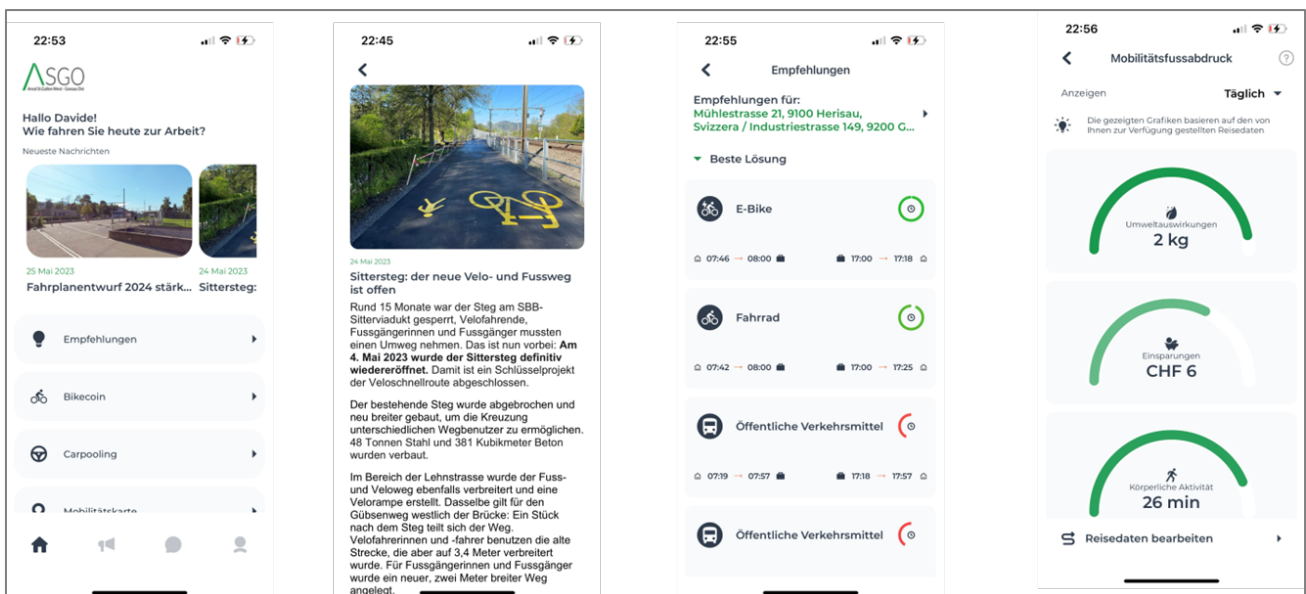 22:53
ASGO
Areal St.Gallen West - Gossau Ost
Hallo Davide!
Wie fahren Sie heute zur Arbeit?
Neueste Nachrichten
25 Mai 2023
24 Mai 2023
Fahrplanentwurf 2024 stärk...
Sittersteg:
Empfehlungen
Bikecoin
Carpooling
Mobilitätskarte
22:45
24 Mai 2023
Sittersteg: der neue Velo- und Fussweg
ist offen
Rund 15 Monate war der Steg am SBB-
Sitterviadukt gesperrt, Velofahrende,
Fussgängerinnen und Fussgänger mussten
einen Umweg nehmen. Das ist nun vorbei: Am
4. Mai 2023 wurde der Sittersteg definitiv
wiedereröffnet. Damit ist ein Schlüsselprojekt
der Veloschnellroute abgeschlossen.
Der bestehende Steg wurde abgebrochen und
neu breiter gebaut, um die Kreuzung
unterschiedlichen Wegbenutzer zu ermöglichen.
48 Tonnen Stahl und 381 Kubikmeter Beton
wurden verbaut.
Im Bereich der Lehnstrasse wurde der Fuss-
und Veloweg ebenfalls verbreitert und eine
Velorampe erstellt. Dasselbe gilt für den
Gübsenweg westlich der Brücke: Ein Stück
nach dem Steg teilt sich der Weg.
Velofahrerinnen und -fahrer benutzen die alte
Strecke, die aber auf 3,4 Meter verbreitert
wurde. Für Fussgängerinnen und Fussgänger
wurde ein neuer, zwei Meter breiter Weg
angelegt.
22:55
Empfehlungen
Empfehlungen für:
Mühlestrasse 21, 9100 Herisau,
Svizzera / Industriestrasse 149, 9200 G...
Beste Lösung
E-Bike
07:46 → 08:00 17:00 → 17:18
Fahrrad
07:42 → 08:00 17:00 → 17:25
Öffentliche Verkehrsmittel
07:19 → 07:57 17:18 → 17:57
Öffentliche Verkehrsmittel
22:56
Mobilitätsfussabdruck
?
Anzeigen
Täglich
Die gezeigten Grafiken basieren auf den von
Ihnen zur Verfügung gestellten Reisedaten
Umweltauswirkungen
2 kg
Einsparungen
CHF 6
Körperliche Aktivität
26 min
Reisedaten bearbeiten